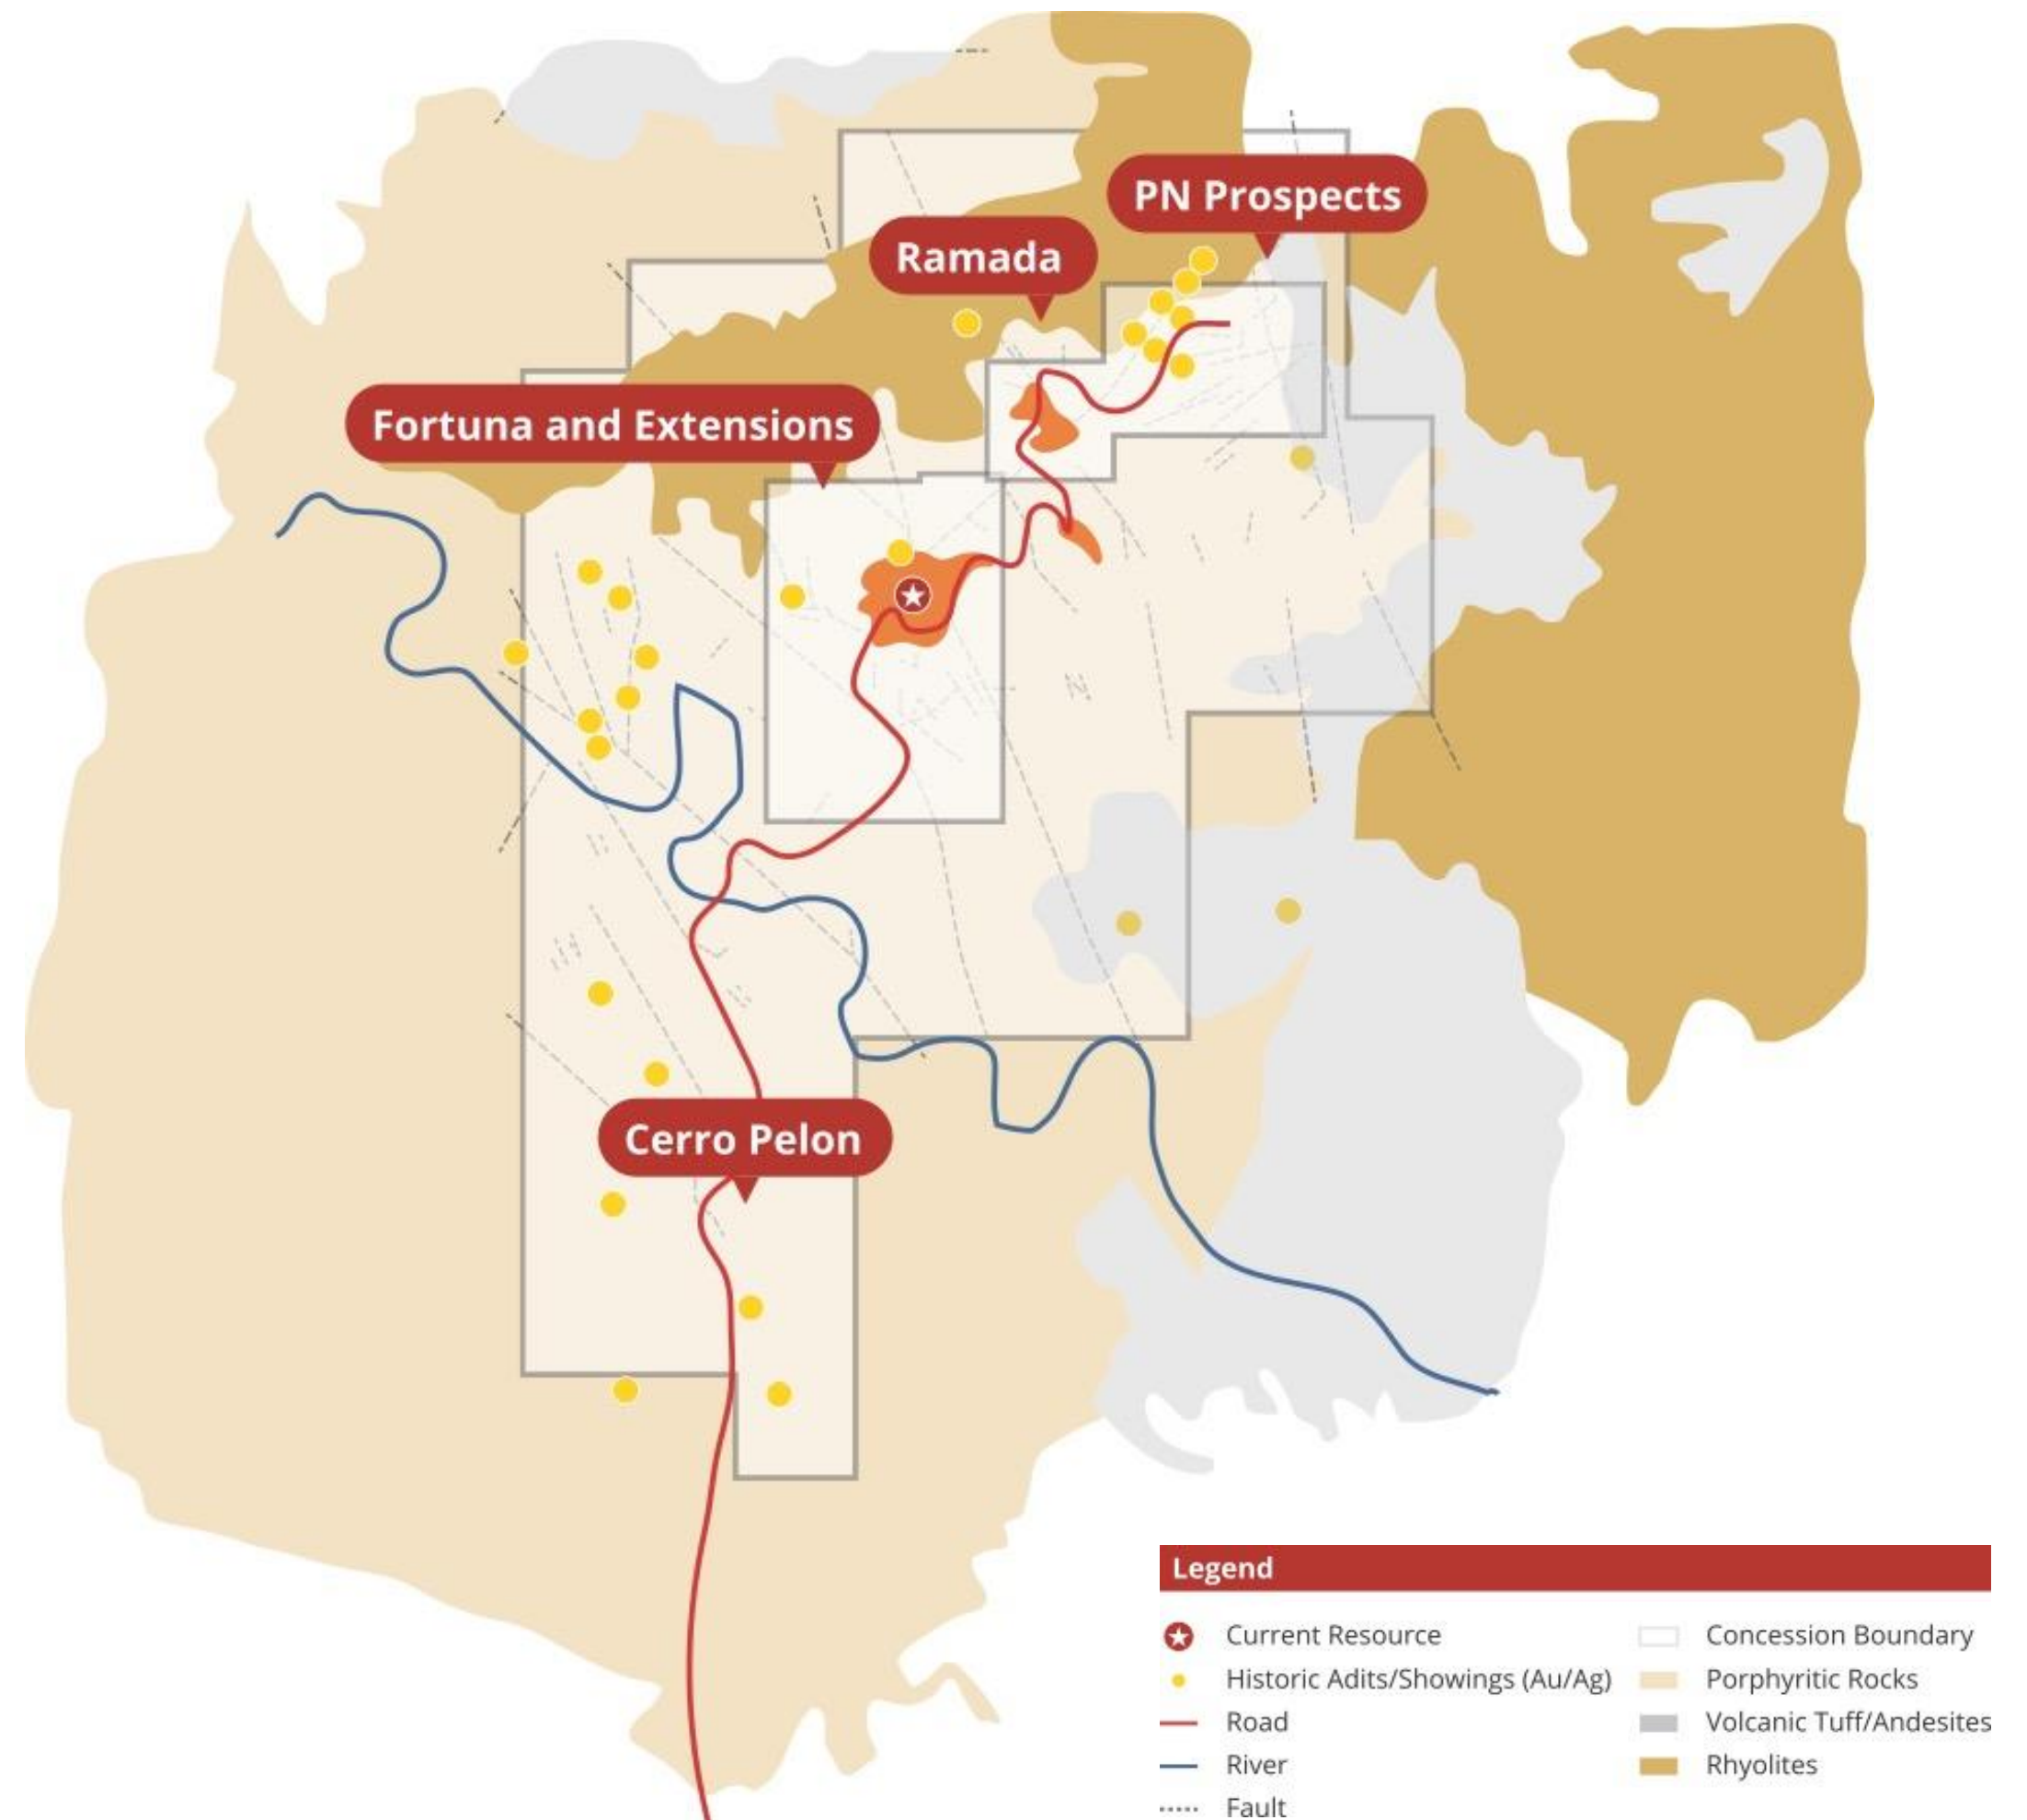 PN Prospects
Ramada
Fortuna and Extensions
Cerro Pelon
Legend
Current Resource
Historic Adits/Showings (Au/Ag)
Road
River
Fault
Concession Boundary
Porphyritic Rocks
Volcanic Tuff/Andesites
Rhyolites